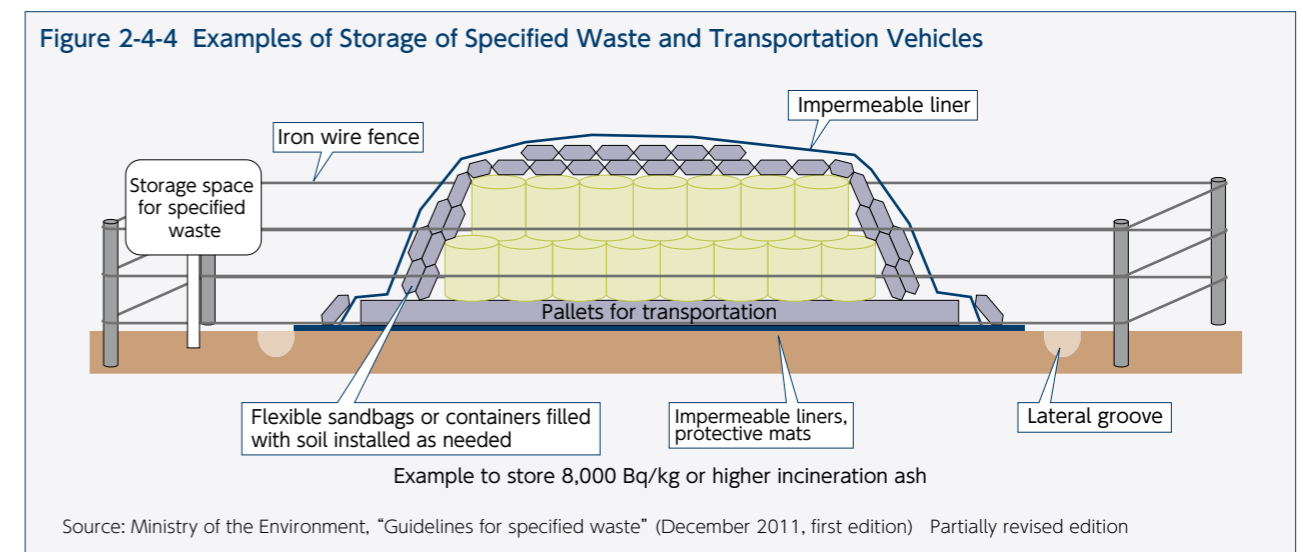 Figure 2-4-4 Examples of Storage of Specified Waste and Transportation Vehicles
Impermeable liner
Iron wire fence
Storage space
for specified
waste
Pallets for transportation
Flexible sandbags or containers filled
with soil installed as needed
Impermeable liners,
protective mats
Lateral groove
Example to store 8,000 Bq/kg or higher incineration ash
Source: Ministry of the Environment, “Guidelines for specified waste” (December 2011, first edition) Partially revised edition